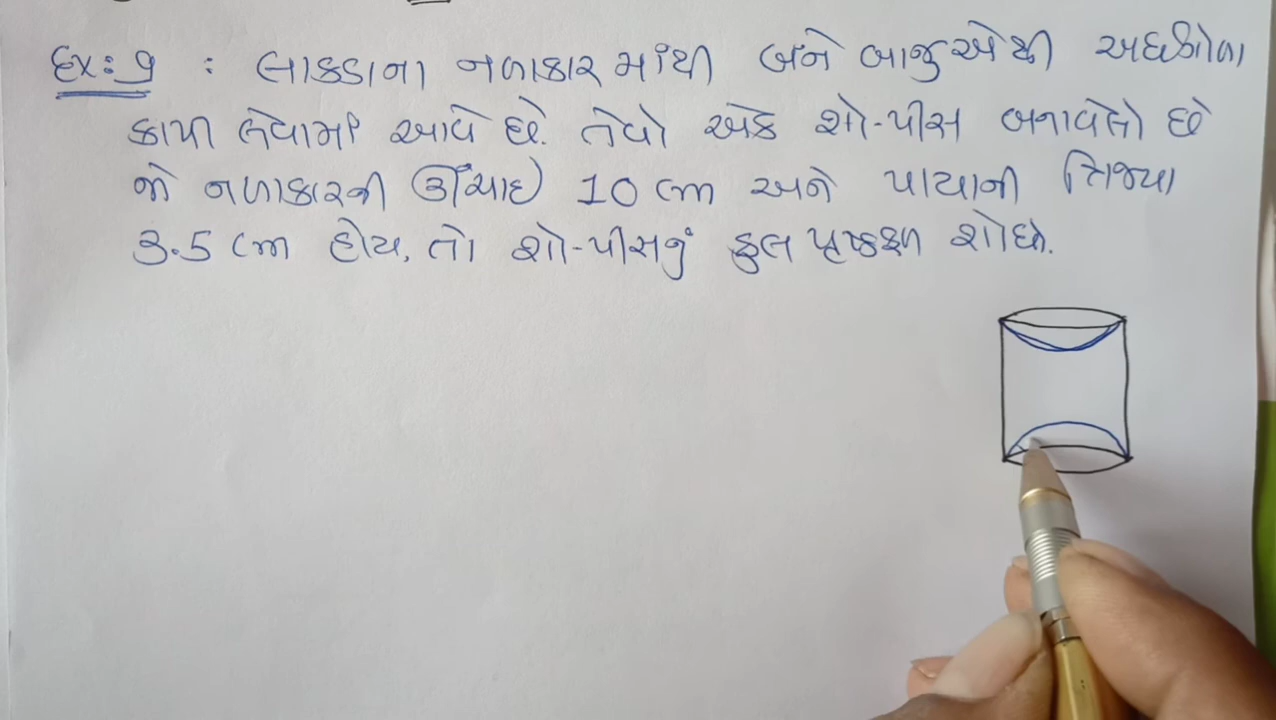 Ex: 9 : લાકડાના નળાકાર માંથી બંને બાજુએથી અર્ધગોળા
કાપી લેવામાં આવે છે. તેવો એક શો-પીસ બનાવેલો છે
જો નળાકારની ઊંચાઈ 10 cm અને પાયાની ત્રિજ્યા
3.5 cm હોય, તો શો-પીસનું કુલ પૃષ્ઠફળ શોધો.